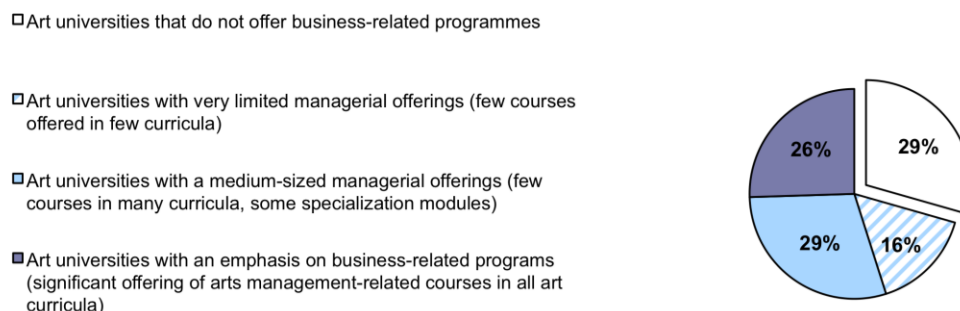 Art universities that do not offer business-related programmes
Art universities with very limited managerial offerings (few courses
offered in few curricula)
Art universities with a medium-sized managerial offerings (few
courses in many curricula, some specialization modules)
Art universities with an emphasis on business-related programs
(significant offering of arts management-related courses in all art
curricula)
26%
29%
29%
16%